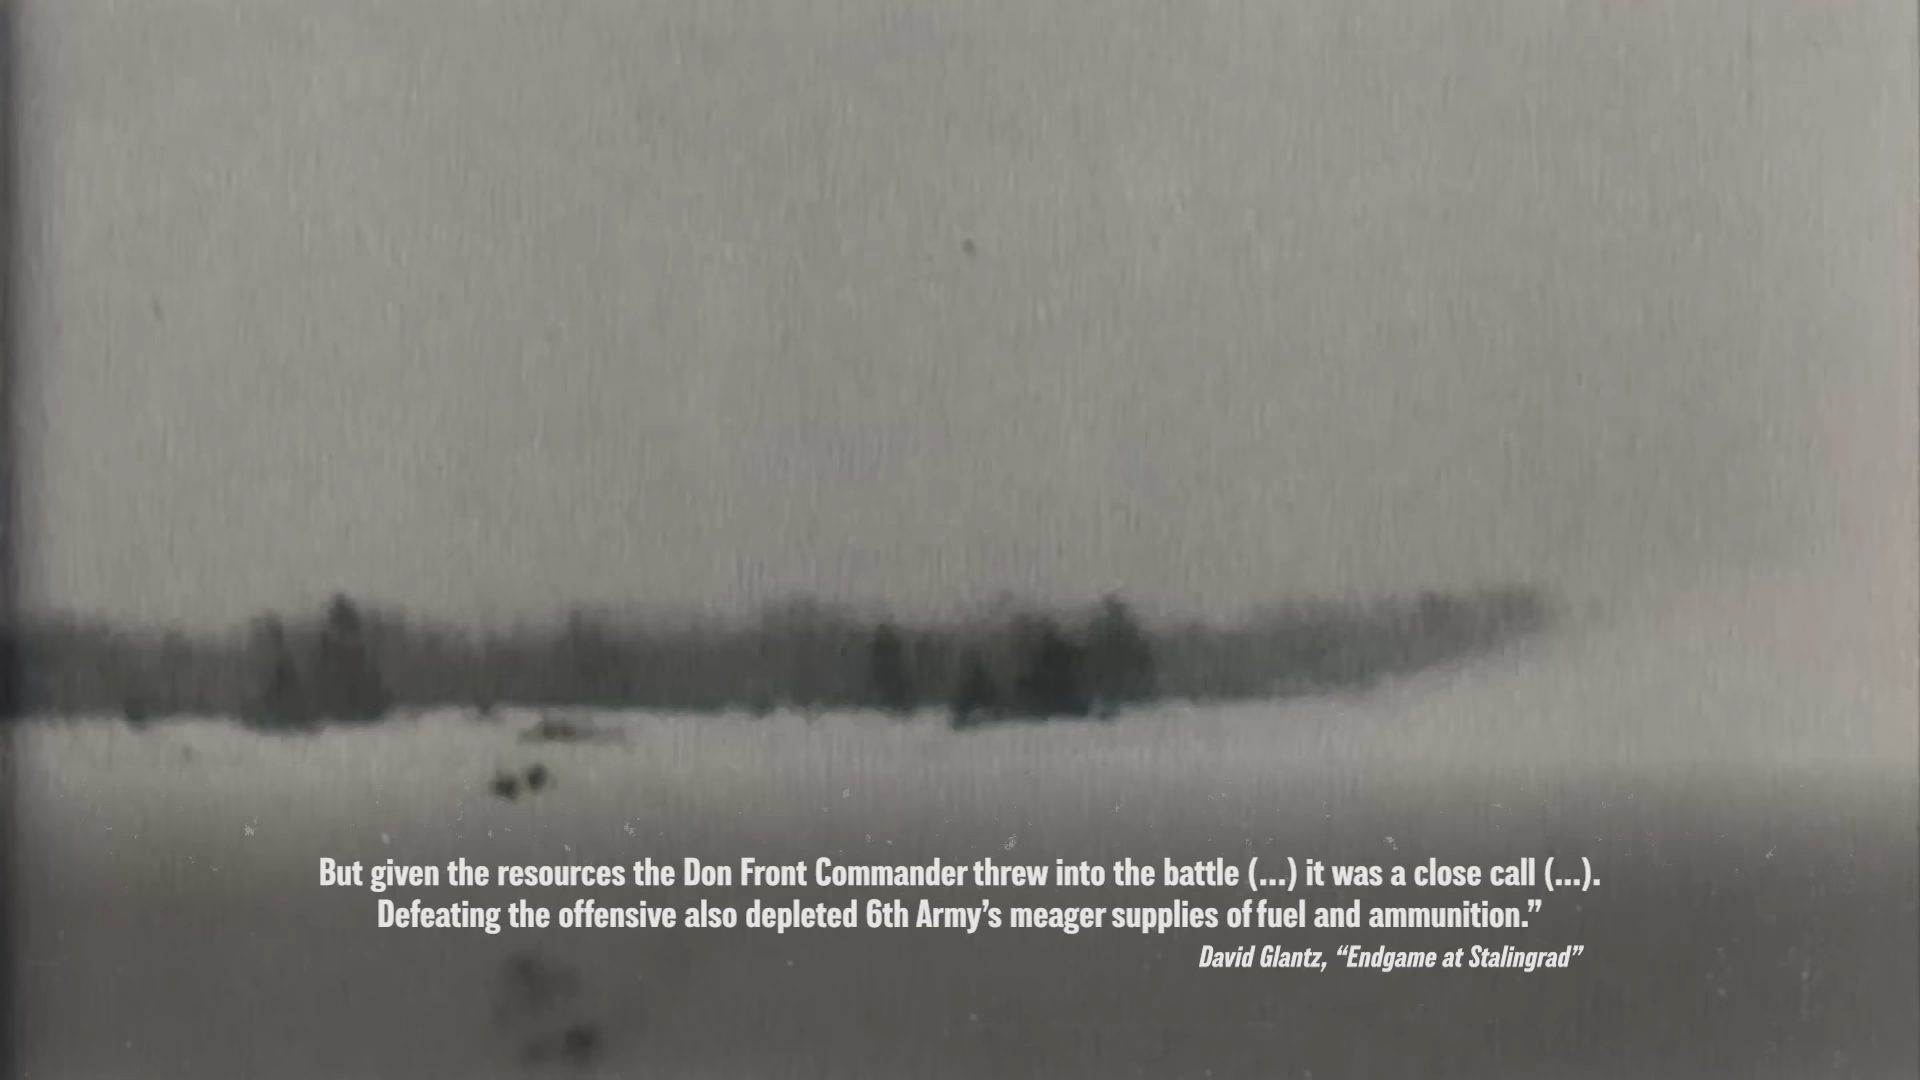 But given the resources the Don Front Commander threw into the battle (...) it was a close call (...).
Defeating the offensive also depleted 6th Army’s meager supplies of fuel and ammunition.”
David Glantz, “Endgame at Stalingrad”